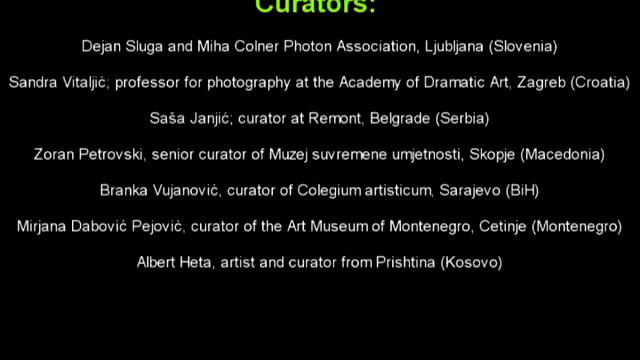 Curators:
Dejan Sluga and Miha Colner Photon Association, Ljubljana (Slovenia)
Sandra Vitaljić; professor for photography at the Academy of Dramatic Art, Zagreb (Croatia)
Saša Janjić; curator at Remont, Belgrade (Serbia)
Zoran Petrovski, senior curator of Muzej suvremene umjetnosti, Skopje (Macedonia)
Branka Vujanović, curator of Colegium artisticum, Sarajevo (BiH)
Mirjana Dabović Pejović, curator of the Art Museum of Montenegro, Cetinje (Montenegro)
Albert Heta, artist and curator from Prishtina (Kosovo)